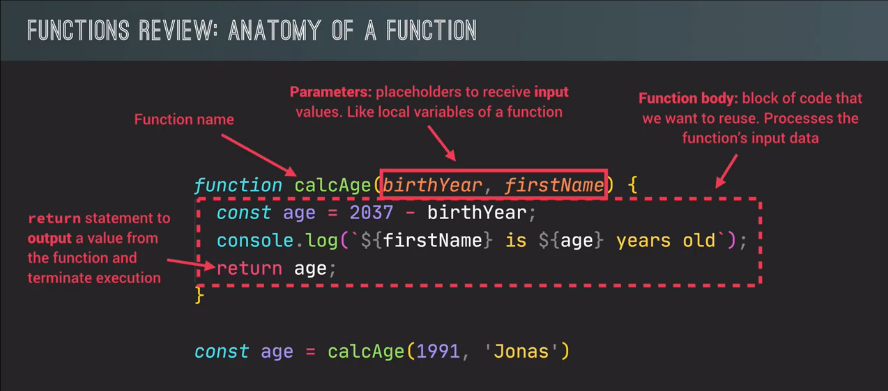 FUNCTIONS REVIEW: ANATOMY OF A FUNCTION
Parameters: placeholders to receive input
values. Like local variables of a function
Function name
Function body: block of code that
we want to reuse. Processes the
function's input data
return statement to
output a value from
the function and
terminate execution
function calcAge(birthYear, firstName) {
const age = 2037 - birthYear;
console.log(`${firstName} is ${age} years old`);
return age;
}
const age = calcAge(1991, 'Jonas')